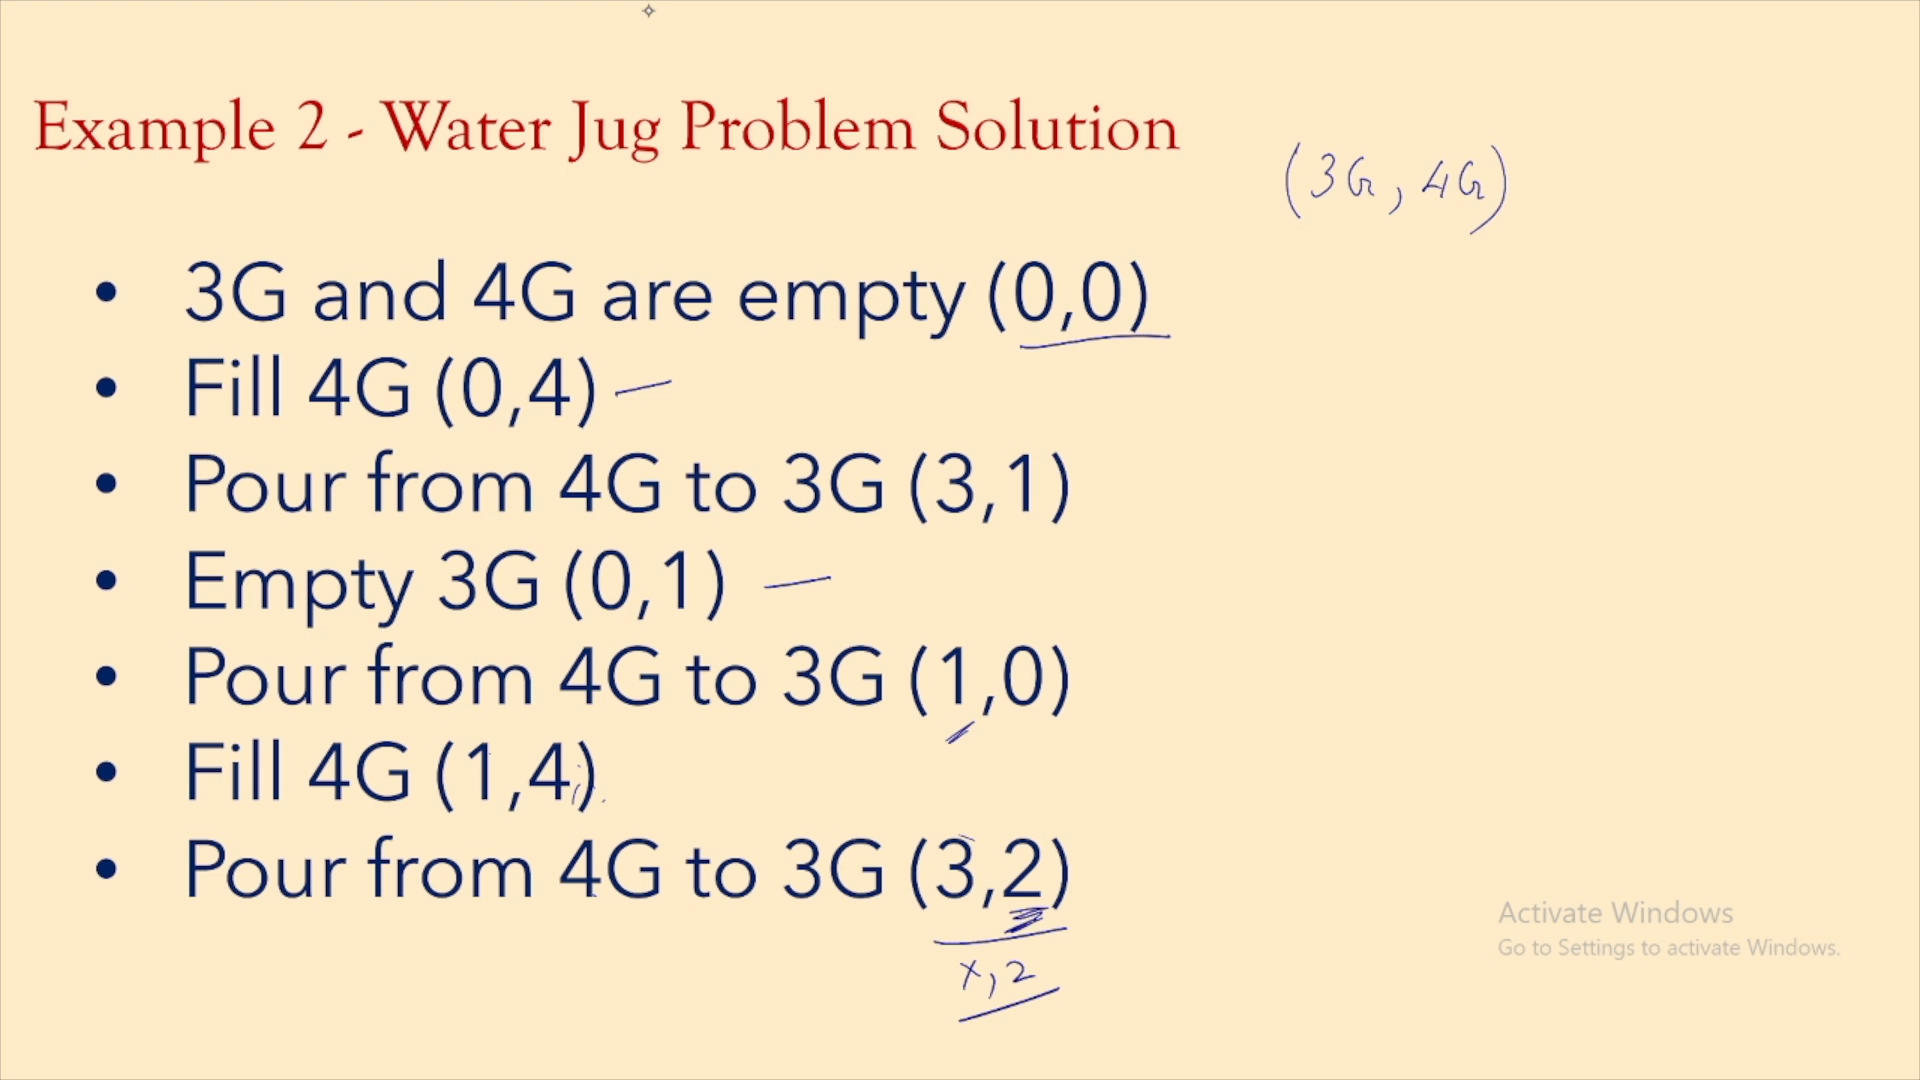 Example 2 - Water Jug Problem Solution
(3G, 4G)
• 3G and 4G are empty (0,0)
• Fill 4G (0,4)
• Pour from 4G to 3G (3,1)
• Empty 3G (0,1)
• Pour from 4G to 3G (1,0)
• Fill 4G (1,4)
• Pour from 4G to 3G (3,2)
x, 2
Activate Windows
Go to Settings to activate Windows.